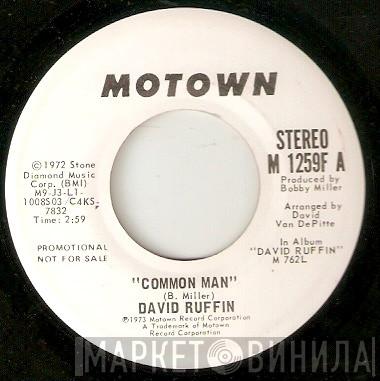 MOTOWN
©1972 Stone
Diamond Music
Corp. (BMI)
M9-J3-L1-
1008S03 /C4KS-
7832
Time: 2:59
PROMOTIONAL
NOT FOR SALE
STEREO
M 1259F A
Produced by
Bobby Miller
Arranged by
David
Van DePitte
In Album
"DAVID RUFFIN"
M 762L
"COMMON MAN"
(B. Miller)
DAVID RUFFIN
℗1973 Motown Record Corporation
A Trademark of Motown
Record Corporation
МАРКЕТ ВИНИЛА